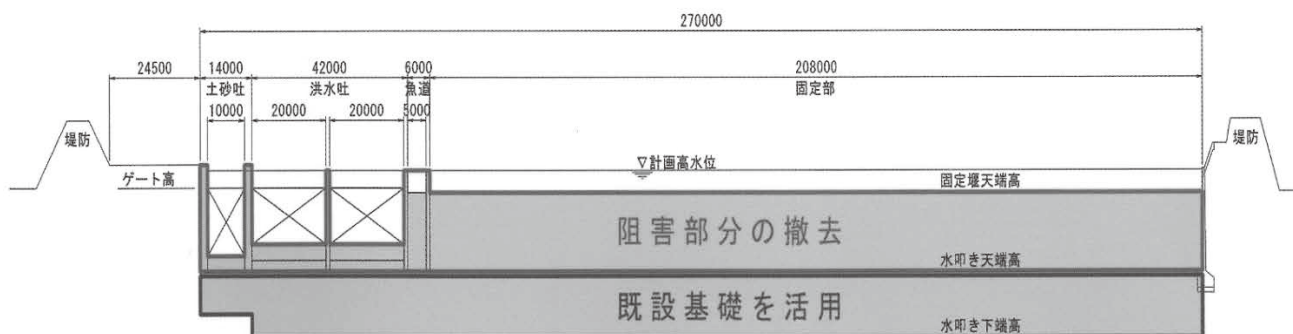 270000
24500 14000 42000 6000 208000
土砂吐 洪水吐 魚道 固定部
10000 20000 20000 5000
堤防 堤防
▽計画高水位
ゲート高 固定堰天端高
阻害部分の撤去
水叩き天端高
既設基礎を活用
水叩き下端高